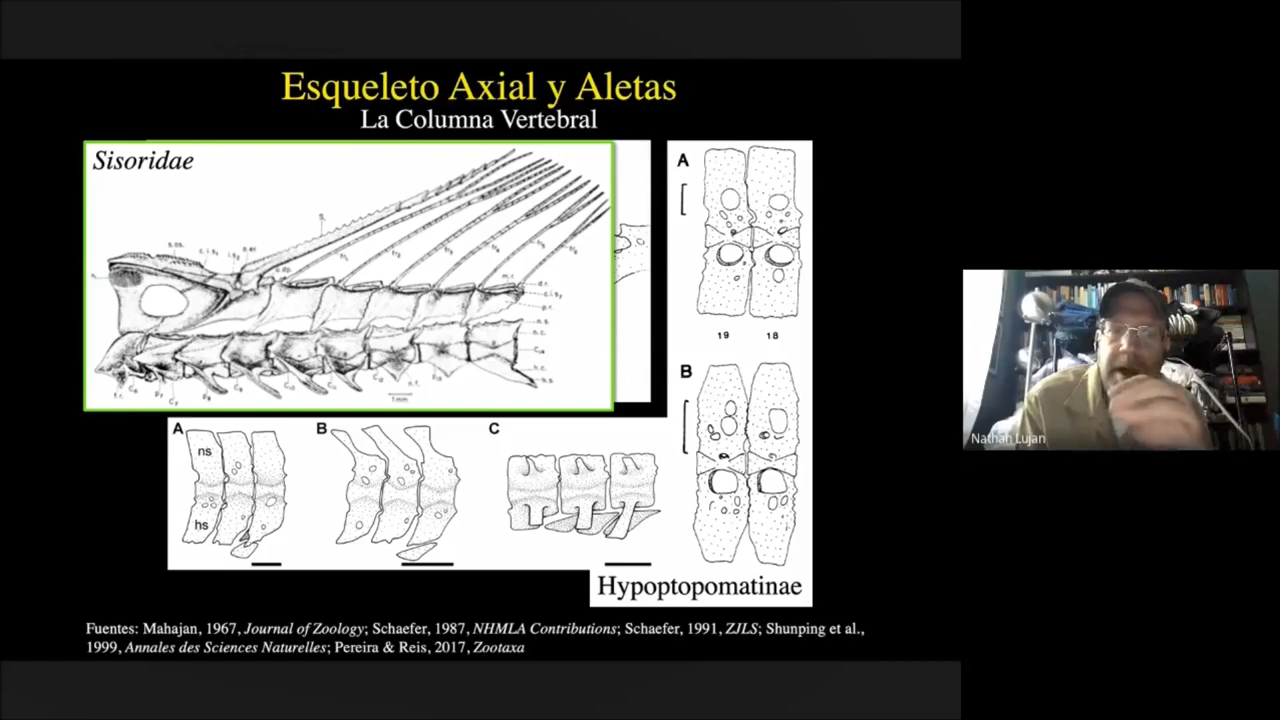 Esqueleto Axial y Aletas
La Columna Vertebral
Sisoridae
S.
1 mm
A
19 18
B
A
ns
hs
B
C
Hypoptopomatinae
Fuentes: Mahajan, 1967, Journal of Zoology; Schaefer, 1987, NHMLA Contributions; Schaefer, 1991, ZJLS; Shunping et al.,
1999, Annales des Sciences Naturelles; Pereira & Reis, 2017, Zootaxa
Nathan Lujan